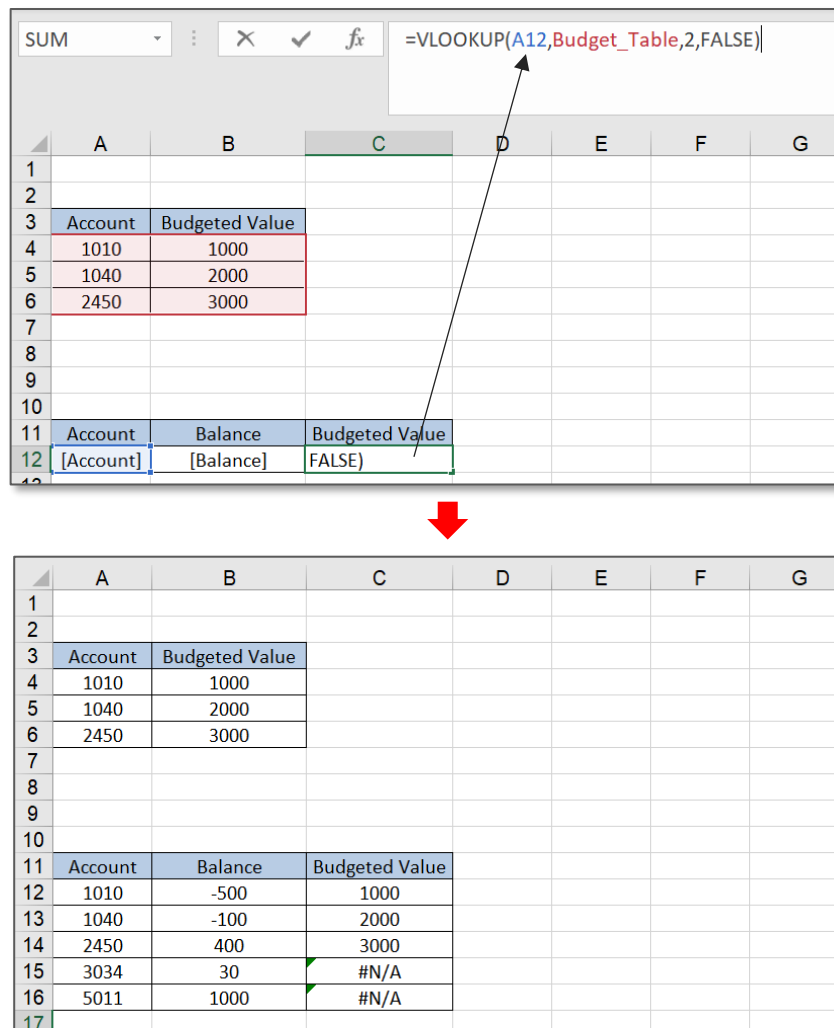 SUM fx =VLOOKUP(A12,Budget_Table,2,FALSE)
A B C D E F G
1
2
3 Account Budgeted Value
4 1010 1000
5 1040 2000
6 2450 3000
7
8
9
10
11 Account Balance Budgeted Value
12 [Account] [Balance] FALSE)
A B C D E F G
1
2
3 Account Budgeted Value
4 1010 1000
5 1040 2000
6 2450 3000
7
8
9
10
11 Account Balance Budgeted Value
12 1010 -500 1000
13 1040 -100 2000
14 2450 400 3000
15 3034 30 #N/A
16 5011 1000 #N/A
17